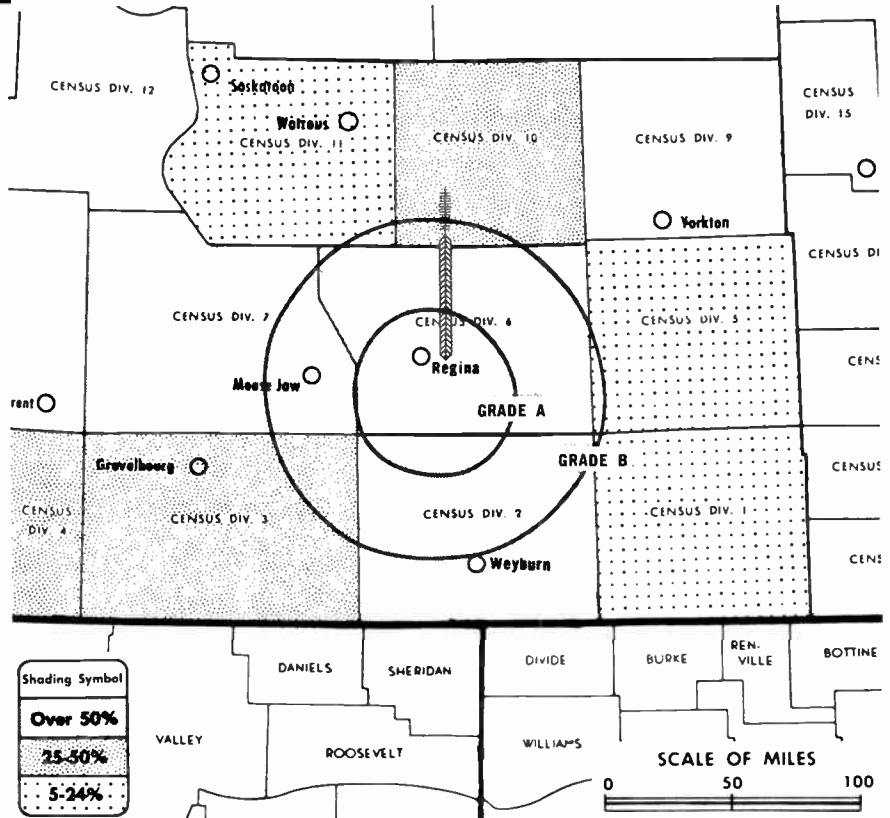 CENSUS DIV. 12
Saskatoon
Watrous
CENSUS DIV. 11
CENSUS DIV. 10
CENSUS DIV. 9
CENSUS
DIV. 15
Yorkton
CENSUS DI
CENSUS DIV. 7
CENSUS DIV. 6
CENSUS DIV. 5
Regina
Moose Jaw
CENS
rent
GRADE A
GRADE B
Gravelbourg
CENSUS
DIV. 4
CENSUS DIV. 3
CENSUS DIV. 2
CENSUS DIV. 1
CENSUS
Weyburn
CENS
DANIELS
SHERIDAN
DIVIDE
BURKE
REN-
VILLE
BOTTINE
Shading Symbol
Over 50%
25-50%
5-24%
VALLEY
ROOSEVELT
WILLIAMS
SCALE OF MILES
0 50 100